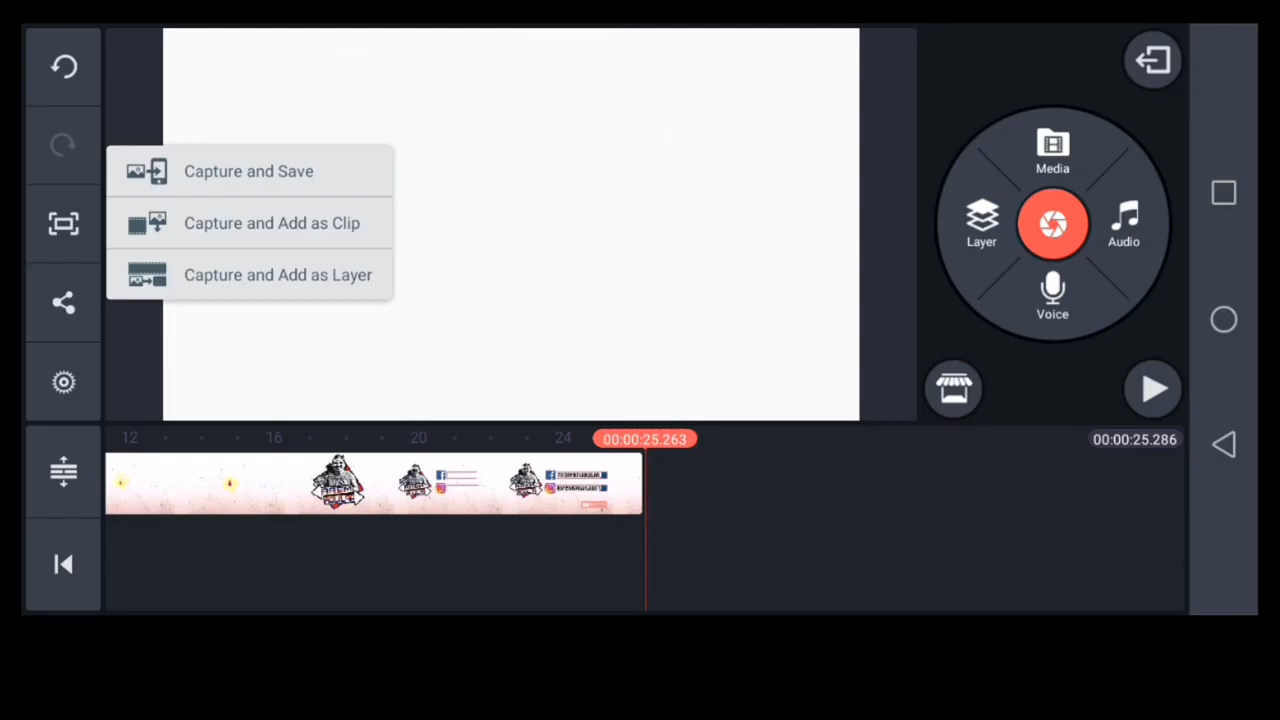 Capture and Save
Capture and Add as Clip
Capture and Add as Layer
Media
Layer
Audio
Voice
12
16
20
24
00:00:25.263
00:00:25.286